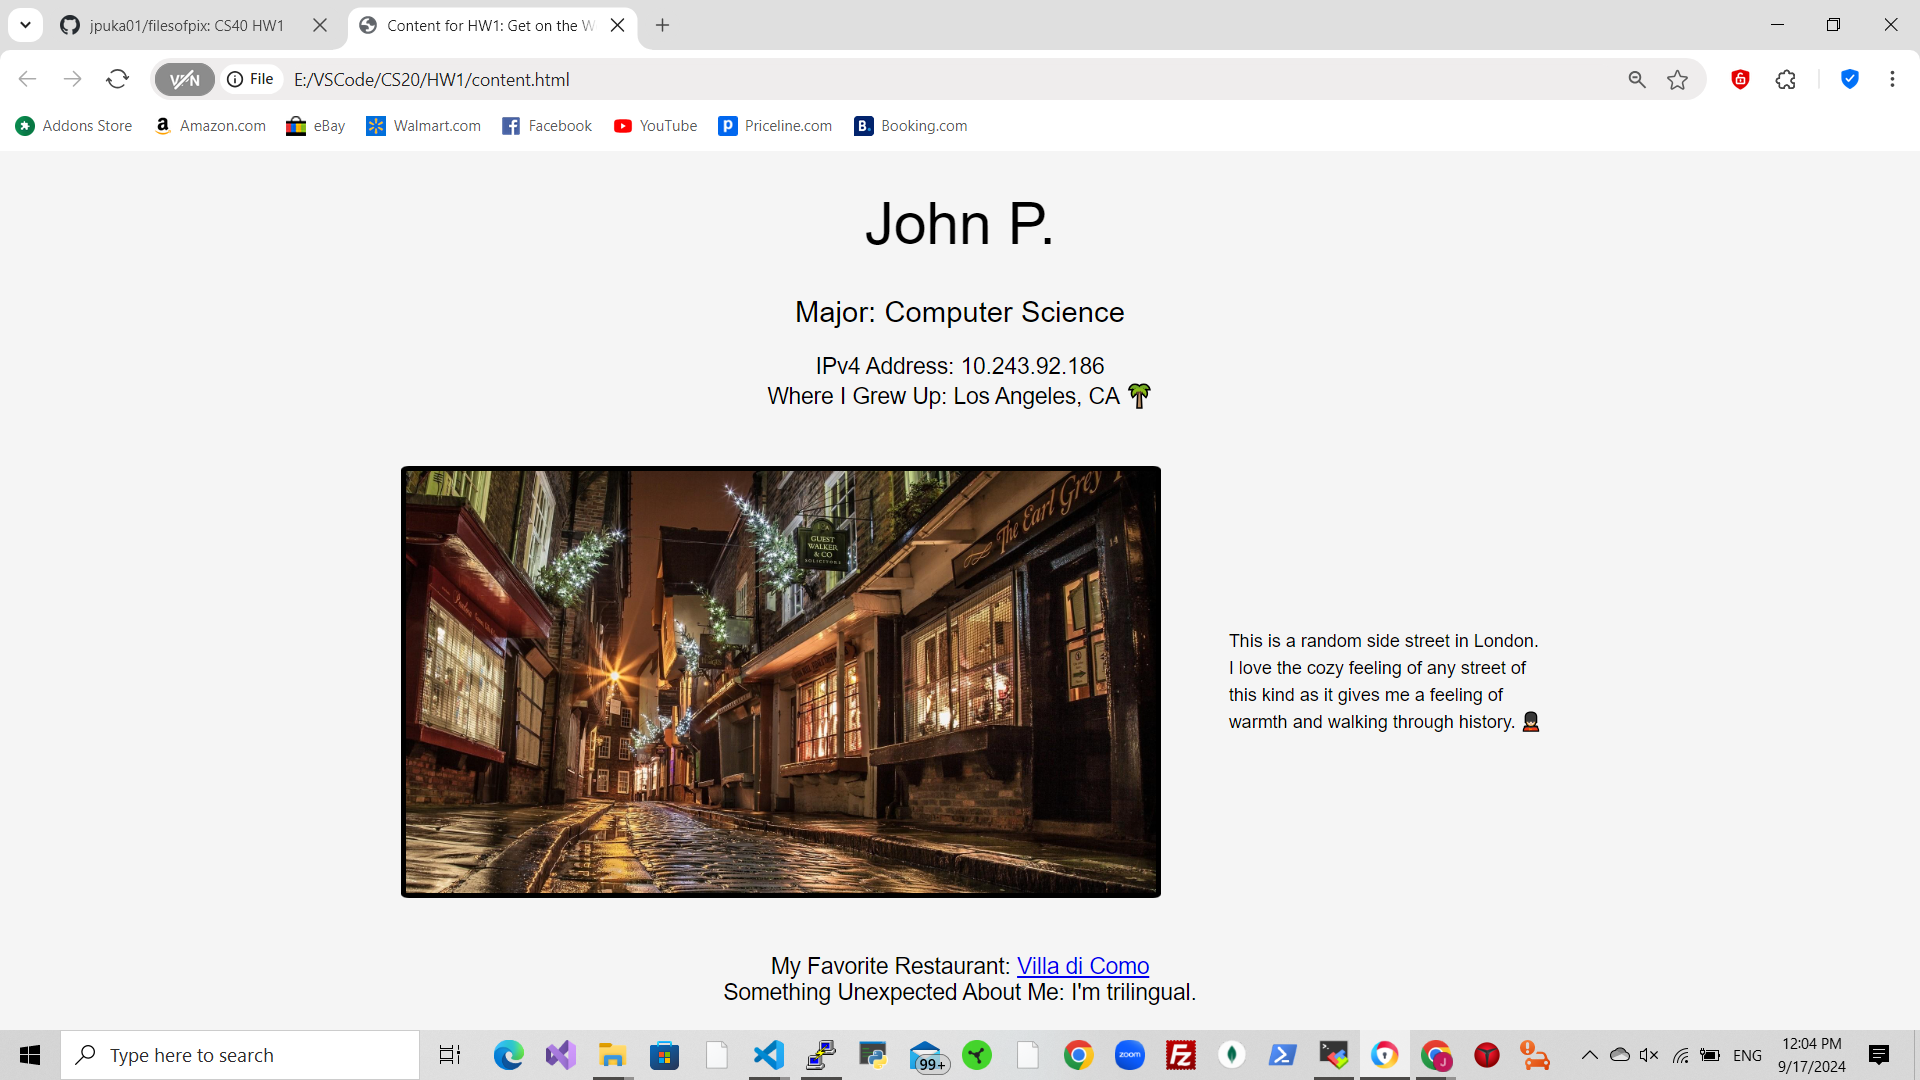 jpuka01/filesofpix: CS40 HW1
Content for HW1: Get on the W
VPN
File
E:/VSCode/CS20/HW1/content.html
Addons Store
Amazon.com
eBay
Walmart.com
Facebook
YouTube
Priceline.com
B. Booking.com
John P.
Major: Computer Science
IPv4 Address: 10.243.92.186
Where I Grew Up: Los Angeles, CA 🌴
GUEST
WALKER
& CO
SOLICITORS
The Earl Grey
14
This is a random side street in London.
I love the cozy feeling of any street of
this kind as it gives me a feeling of
warmth and walking through history. 💂
My Favorite Restaurant: Villa di Como
Something Unexpected About Me: I'm trilingual.
Type here to search
99+
zoom
Fz
J
ENG
12:04 PM
9/17/2024